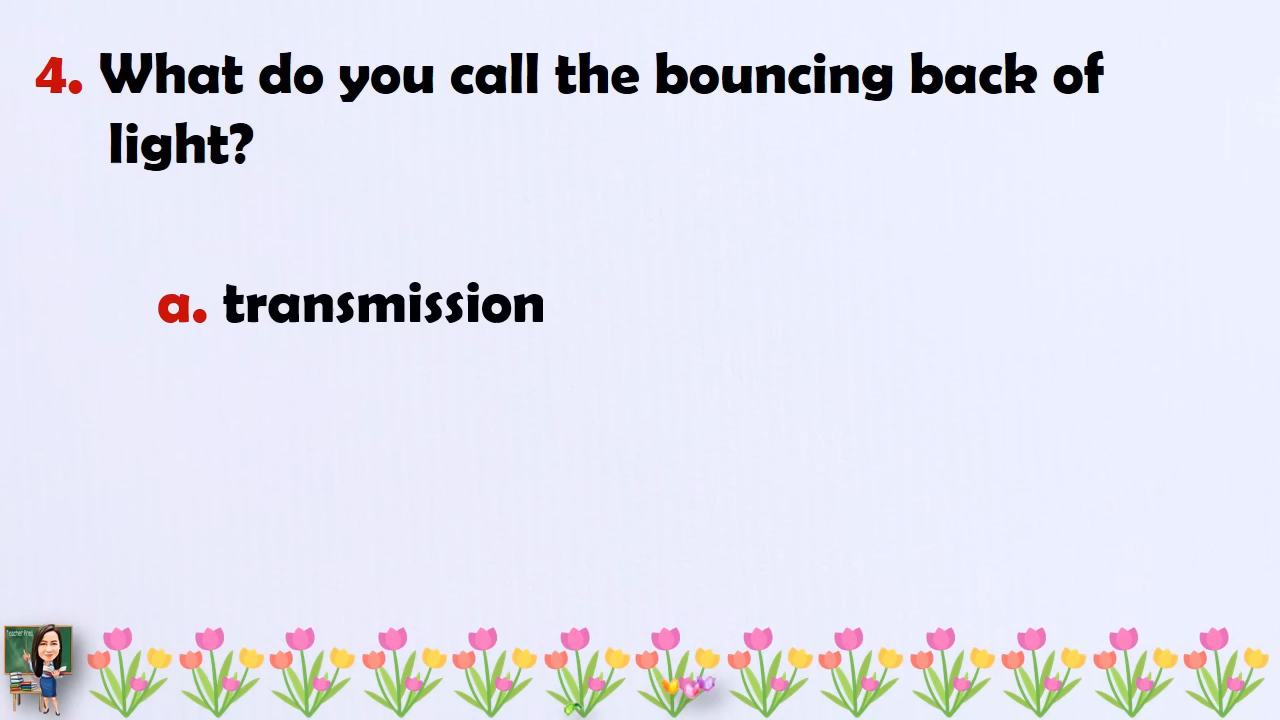 4. What do you call the bouncing back of
light?
a. transmission